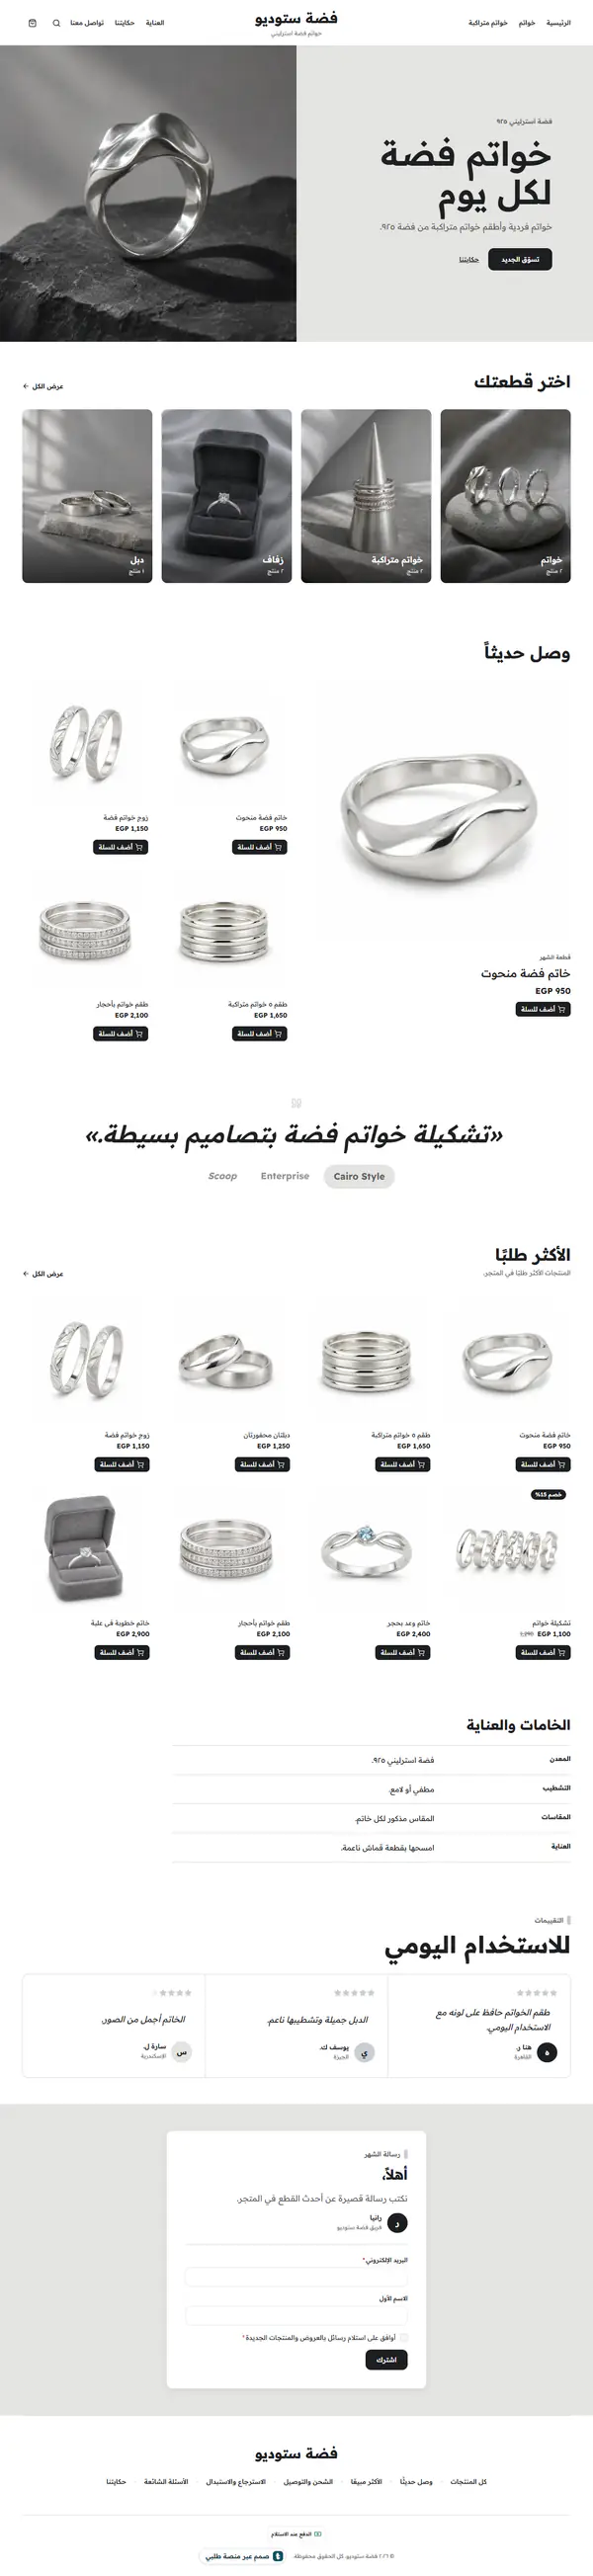 الرئيسية
خواتم
خواتم متراكبة
فضة ستوديو
خواتم فضة استرليني
العناية
حكايتنا
تواصل معنا
فضة استرليني ٩٢٥
خواتم فضة
لكل يوم
خواتم فردية وأطقم خواتم متراكبة من فضة ٩٢٥.
تسوّق الجديد
حكايتنا
اختر قطعتك
عرض الكل ←
خواتم
٢ منتج
خواتم متراكبة
٢ منتج
زفاف
٢ منتج
دبل
منتج
وصل حديثاً
قطعة الشهر
خاتم فضة منحوت
EGP 950
أضف للسلة
خاتم فضة منحوت
EGP 950
أضف للسلة
زوج خواتم فضة
EGP 1,150
أضف للسلة
طقم ٥ خواتم متراكبة
EGP 1,650
أضف للسلة
طقم خواتم بأحجار
EGP 2,100
أضف للسلة
«تشكيلة خواتم فضة بتصاميم بسيطة.»
Cairo Style
Enterprise
Scoop
الأكثر طلبًا
المنتجات الأكثر طلبًا في المتجر.
عرض الكل ←
خاتم فضة منحوت
EGP 950
أضف للسلة
طقم ٥ خواتم متراكبة
EGP 1,650
أضف للسلة
دبلتان محفورتان
EGP 1,250
أضف للسلة
زوج خواتم فضة
EGP 1,150
أضف للسلة
خصم 15%
تشكيلة خواتم
EGP 1,100 1,290
أضف للسلة
خاتم وعد بحجر
EGP 2,400
أضف للسلة
طقم خواتم بأحجار
EGP 2,100
أضف للسلة
خاتم خطوبة في علبة
EGP 2,900
أضف للسلة
الخامات والعناية
المعدن
فضة استرليني ٩٢٥.
التشطيب
مطفي أو لامع.
المقاسات
المقاس مذكور لكل خاتم.
العناية
امسحها بقطعة قماش ناعمة.
التقييمات
للاستخدام اليومي
طقم الخواتم حافظ على لونه مع
الاستخدام اليومي.
ه
هنا ر.
القاهرة
الدبل جميلة وتشطيبها ناعم.
ي
يوسف ك.
الجيزة
الخاتم أجمل من الصور.
س
سارة ل.
الإسكندرية
رسالة الشهر
أهلاً،
نكتب رسالة قصيرة عن أحدث القطع في المتجر.
ر
رانيا
فريق فضة ستوديو
البريد الإلكتروني *
الاسم الأول
أوافق على استلام رسائل بالعروض والمنتجات الجديدة *
اشترك
فضة ستوديو
كل المنتجات
وصل حديثًا
الأكثر مبيعًا
الشحن والتوصيل
الاسترجاع والاستبدال
الأسئلة الشائعة
حكايتنا
الدفع عند الاستلام
فضة ستوديو. كل الحقوق محفوظة.
صمم عبر منصة طلبي